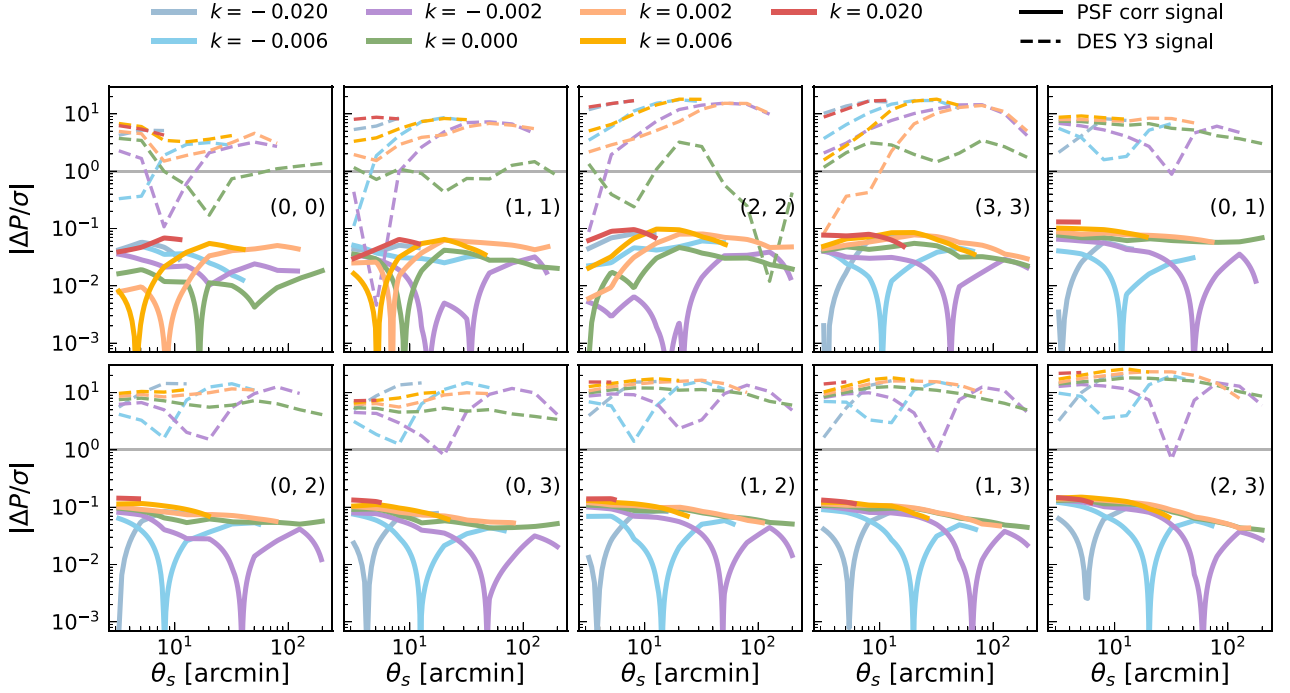 k = −0.020 k = −0.002 k = 0.002 k = 0.020 PSF corr signal
k = −0.006 k = 0.000 k = 0.006 DES Y3 signal
|ΔP/σ|
10¹
10⁰
10⁻¹
10⁻²
10⁻³
(0, 0) (1, 1) (2, 2) (3, 3) (0, 1)
|ΔP/σ|
10¹
10⁰
10⁻¹
10⁻²
10⁻³
(0, 2) (0, 3) (1, 2) (1, 3) (2, 3)
10¹ 10² 10¹ 10² 10¹ 10² 10¹ 10² 10¹ 10²
θₛ [arcmin] θₛ [arcmin] θₛ [arcmin] θₛ [arcmin] θₛ [arcmin]